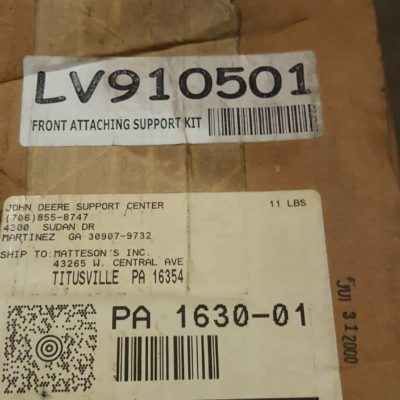 LV910501
FRONT ATTACHING SUPPORT KIT
JOHN DEERE SUPPORT CENTER
(706)855-8747
4300 SUDAN DR
MARTINEZ GA 30907-9732
11 LBS
SHIP TO: MATTESON'S INC.
43265 W. CENTRAL AVE
TITUSVILLE PA 16354
PA 1630-01
JUL 3 1 2000